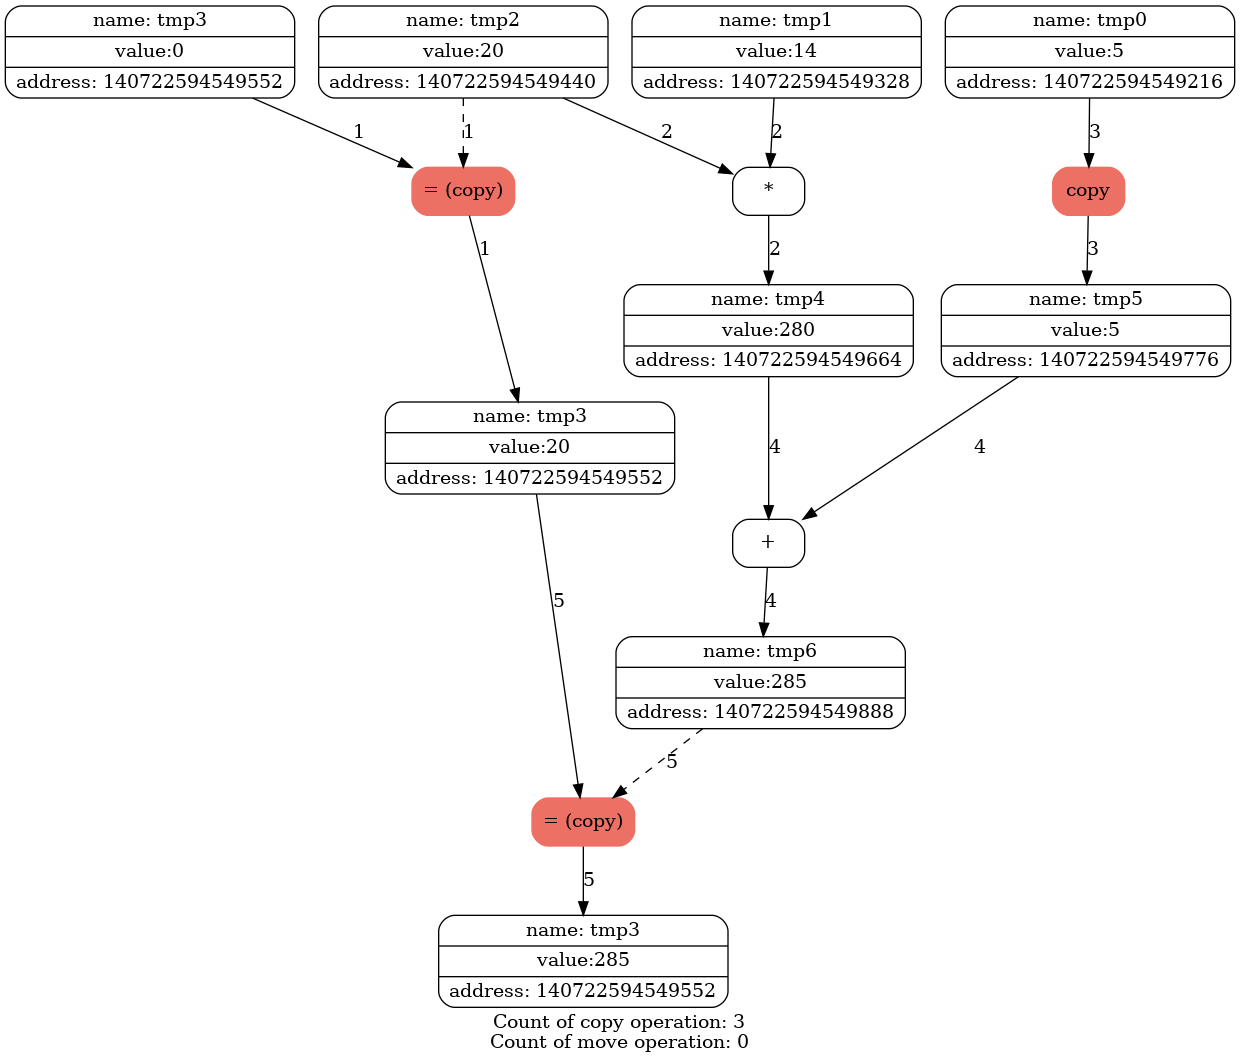 name: tmp3
value:0
address: 140722594549552
name: tmp2
value:20
address: 140722594549440
name: tmp1
value:14
address: 140722594549328
name: tmp0
value:5
address: 140722594549216
1
1
2
2
3
= (copy)
*
copy
1
2
3
name: tmp4
value:280
address: 140722594549664
name: tmp5
value:5
address: 140722594549776
name: tmp3
value:20
address: 140722594549552
4
4
+
5
4
name: tmp6
value:285
address: 140722594549888
5
= (copy)
5
name: tmp3
value:285
address: 140722594549552
Count of copy operation: 3
Count of move operation: 0